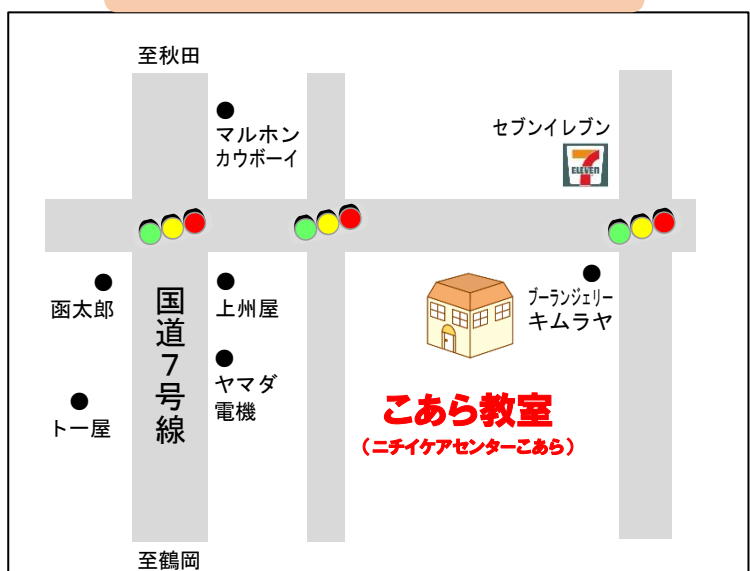 至秋田
マルホン
カウボーイ
セブンイレブン
7
ELEVEN
函太郎
国道7号線
上州屋
ブーランジェリー
キムラヤ
ヤマダ
電機
トー屋
こあら教室
(ニチイケアセンターこあら)
至鶴岡